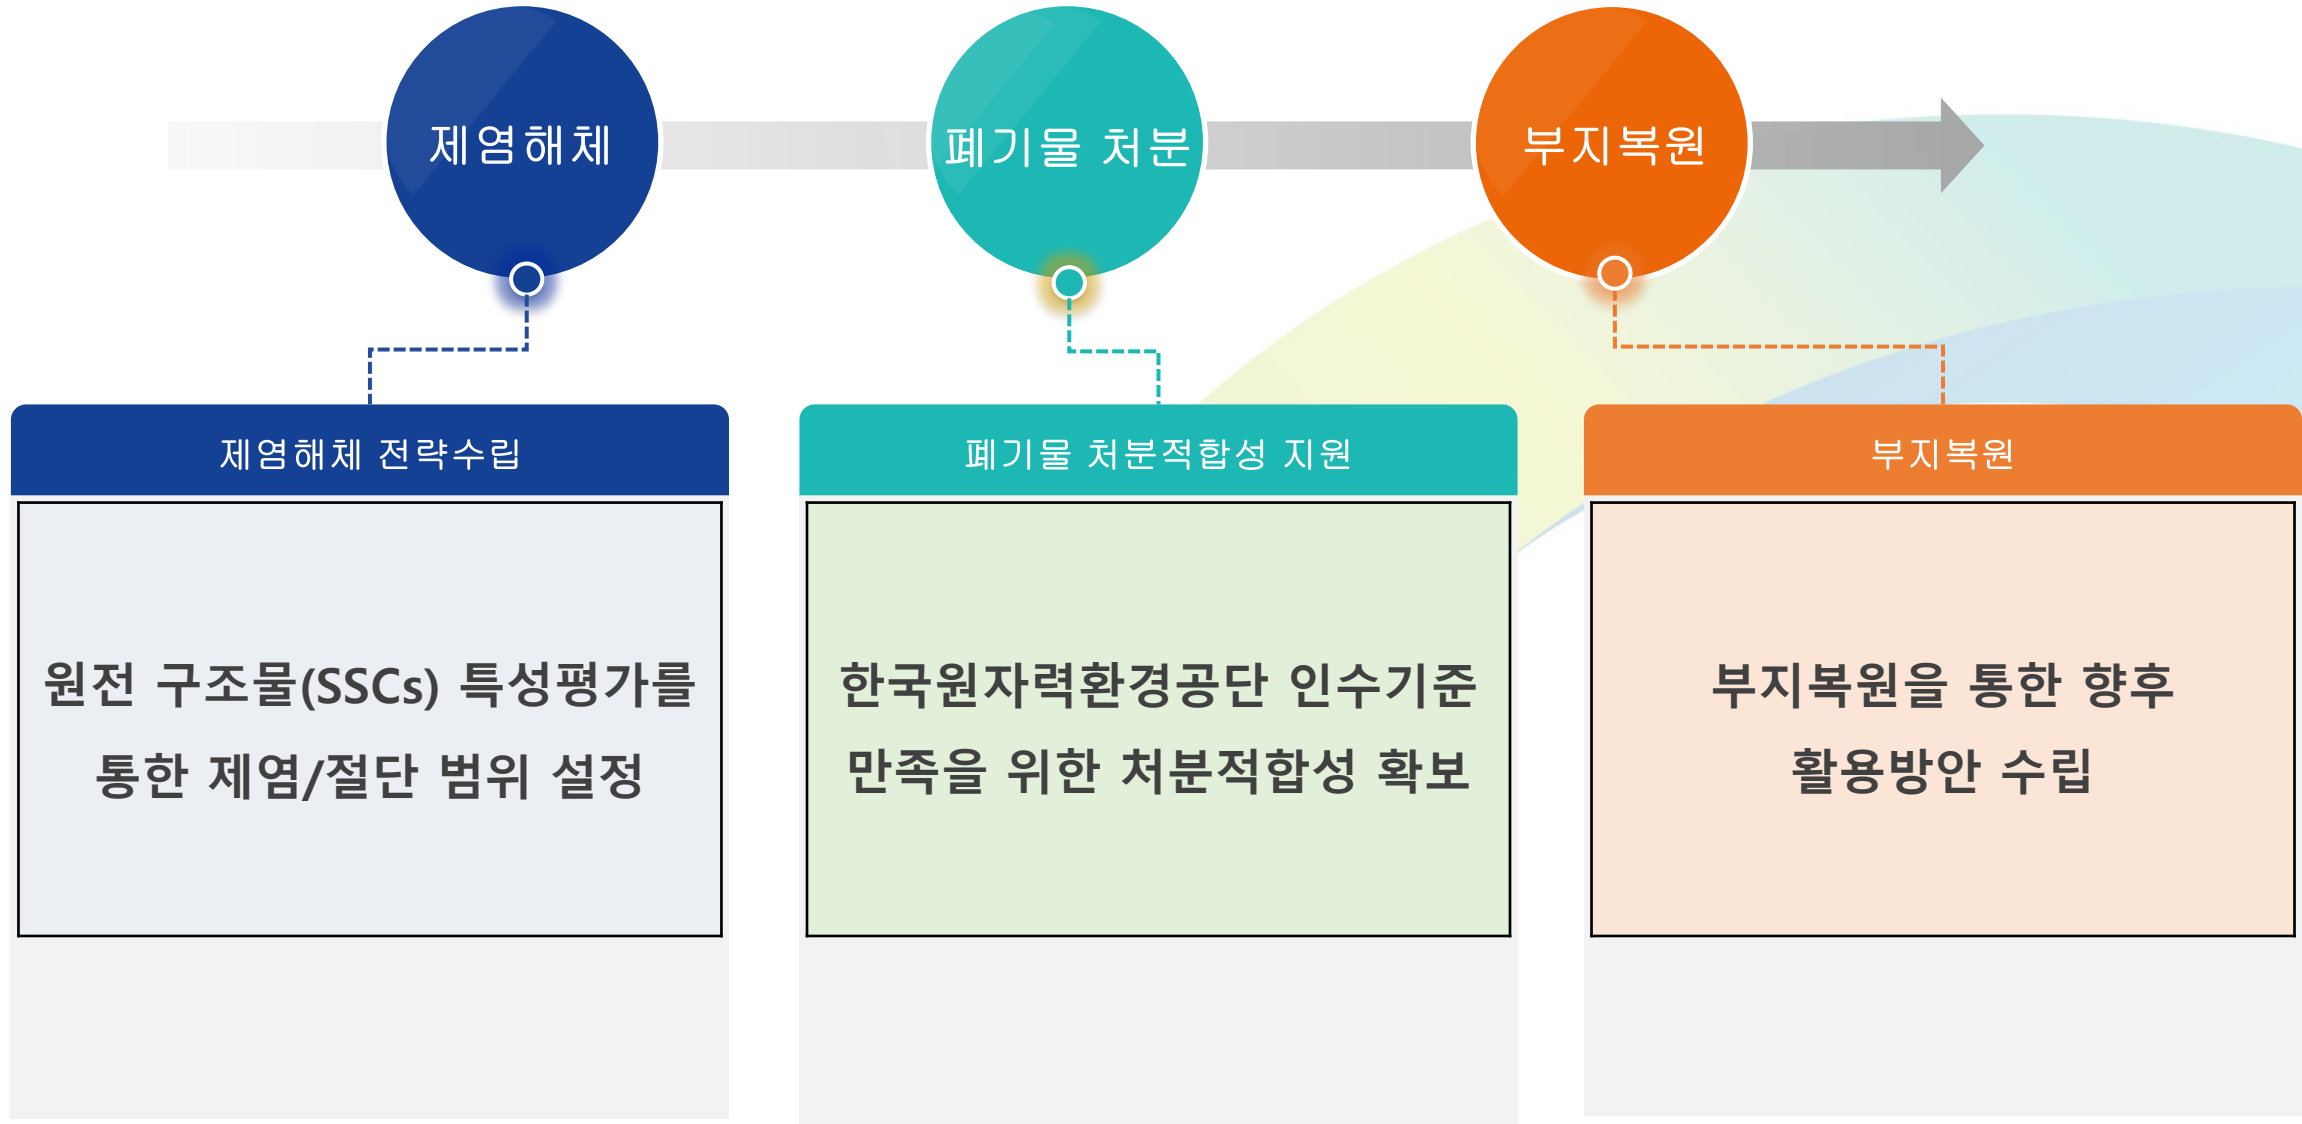 제염해체
폐기물 처분
부지복원
제염해체 전략수립
원전 구조물(SSCs) 특성평가를
통한 제염/절단 범위 설정
폐기물 처분적합성 지원
한국원자력환경공단 인수기준
만족을 위한 처분적합성 확보
부지복원
부지복원을 통한 향후
활용방안 수립